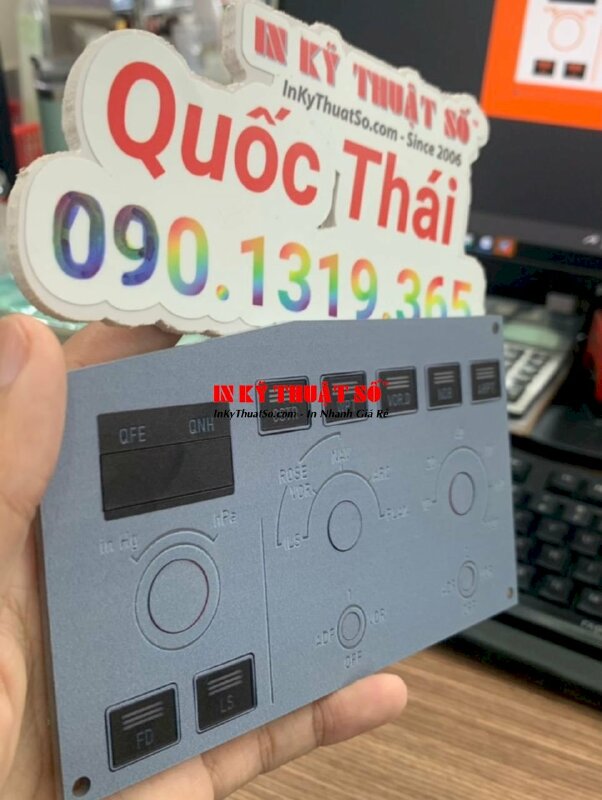 IN KỸ THUẬT SỐ
InKyThuatSo.com - Since 2006
Quốc Thái
090.1319.365
IN KỸ THUẬT SỐ
InKyThuatSo.com - In Nhanh Giá Rẻ
VOR.D
NDB
ARPT
QFE QNH
in Hg hPa
ROSE
NAV
ARC
VOR
PLAN
ILS
ADF VOR
OFF
OFF
FD LS